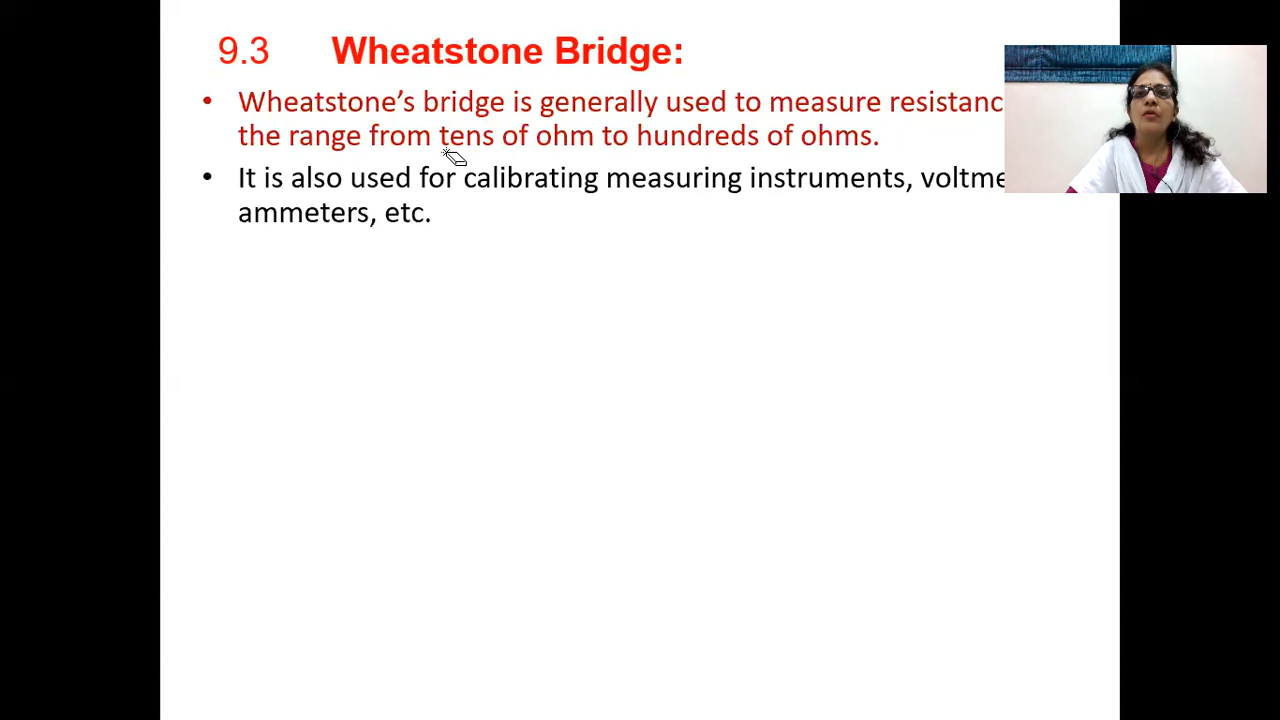 9.3 Wheatstone Bridge:
• Wheatstone's bridge is generally used to measure resistanc
the range from tens of ohm to hundreds of ohms.
• It is also used for calibrating measuring instruments, voltme
ammeters, etc.